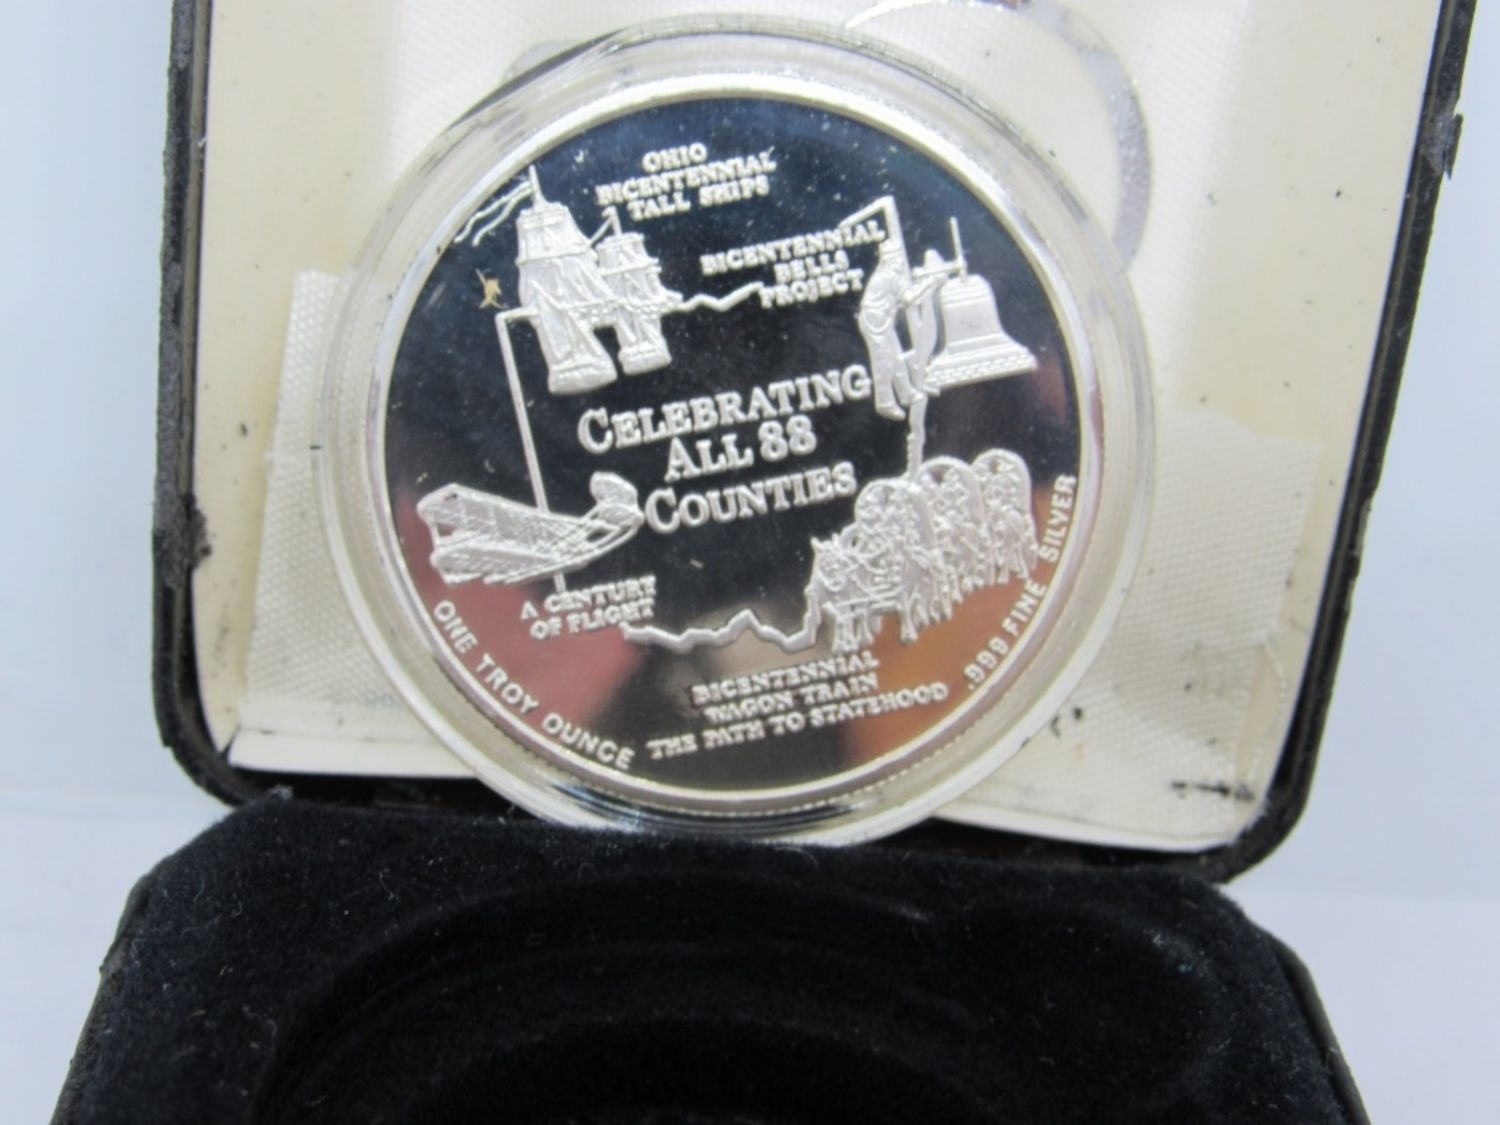 OHIO
BICENTENNIAL
TALL SHIPS
BICENTENNIAL
BELLS
PROJECT
CELEBRATING
ALL 88
COUNTIES
A CENTURY
OF FLIGHT
BICENTENNIAL
WAGON TRAIN
THE PATH TO STATEHOOD
ONE TROY OUNCE
.999 FINE SILVER